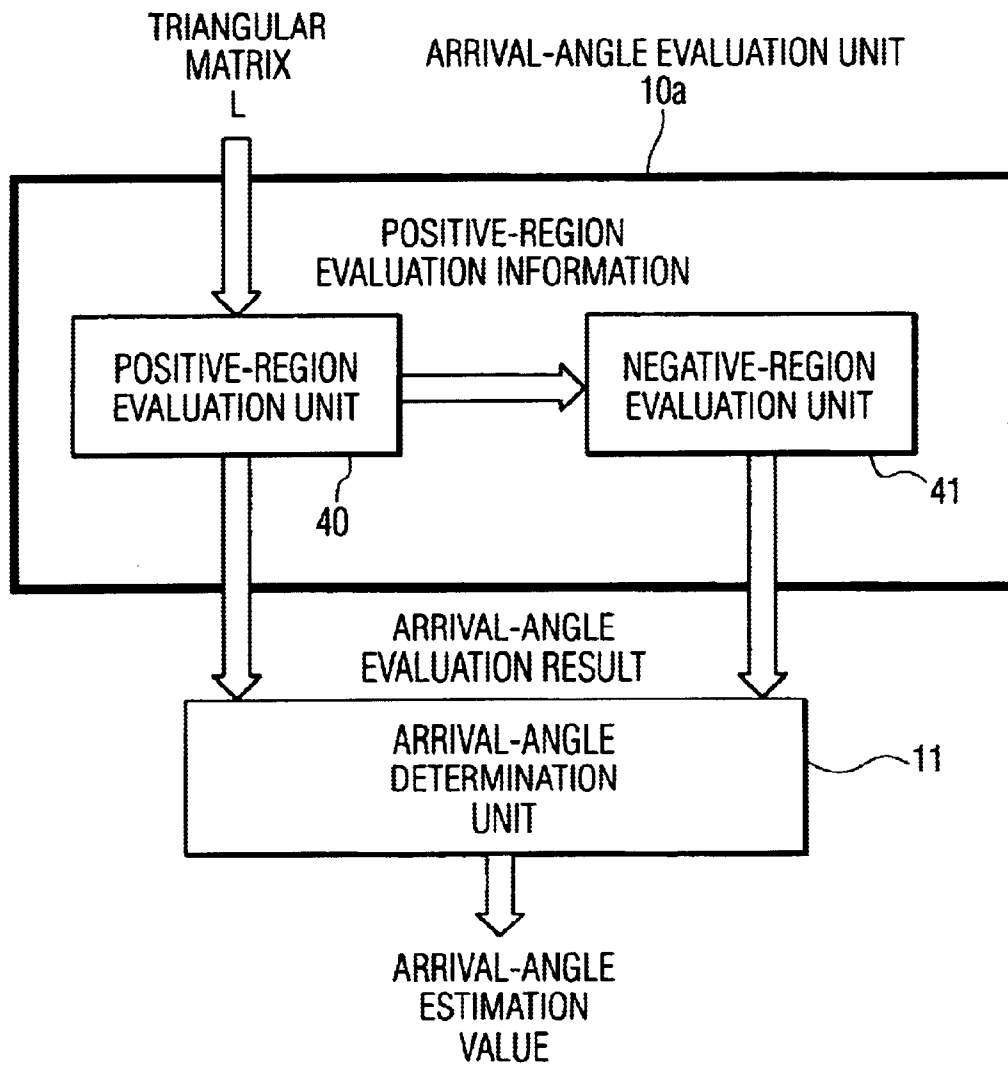 TRIANGULAR
MATRIX
L
ARRIVAL-ANGLE EVALUATION UNIT
10a
POSITIVE-REGION
EVALUATION INFORMATION
POSITIVE-REGION
EVALUATION UNIT
NEGATIVE-REGION
EVALUATION UNIT
40
41
ARRIVAL-ANGLE
EVALUATION RESULT
ARRIVAL-ANGLE
DETERMINATION
UNIT
11
ARRIVAL-ANGLE
ESTIMATION
VALUE